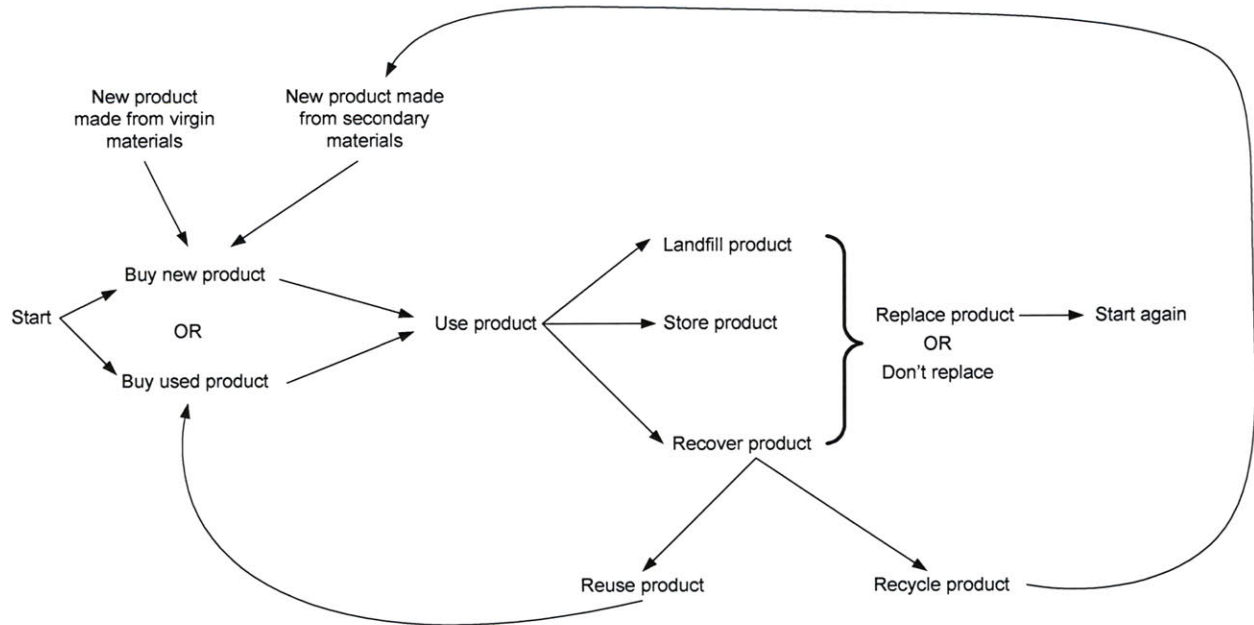 New product
made from virgin
materials
New product made
from secondary
materials
Landfill product
Buy new product
Start
OR
Use product
Store product
Replace product
Start again
OR
Don't replace
Buy used product
Recover product
Reuse product
Recycle product